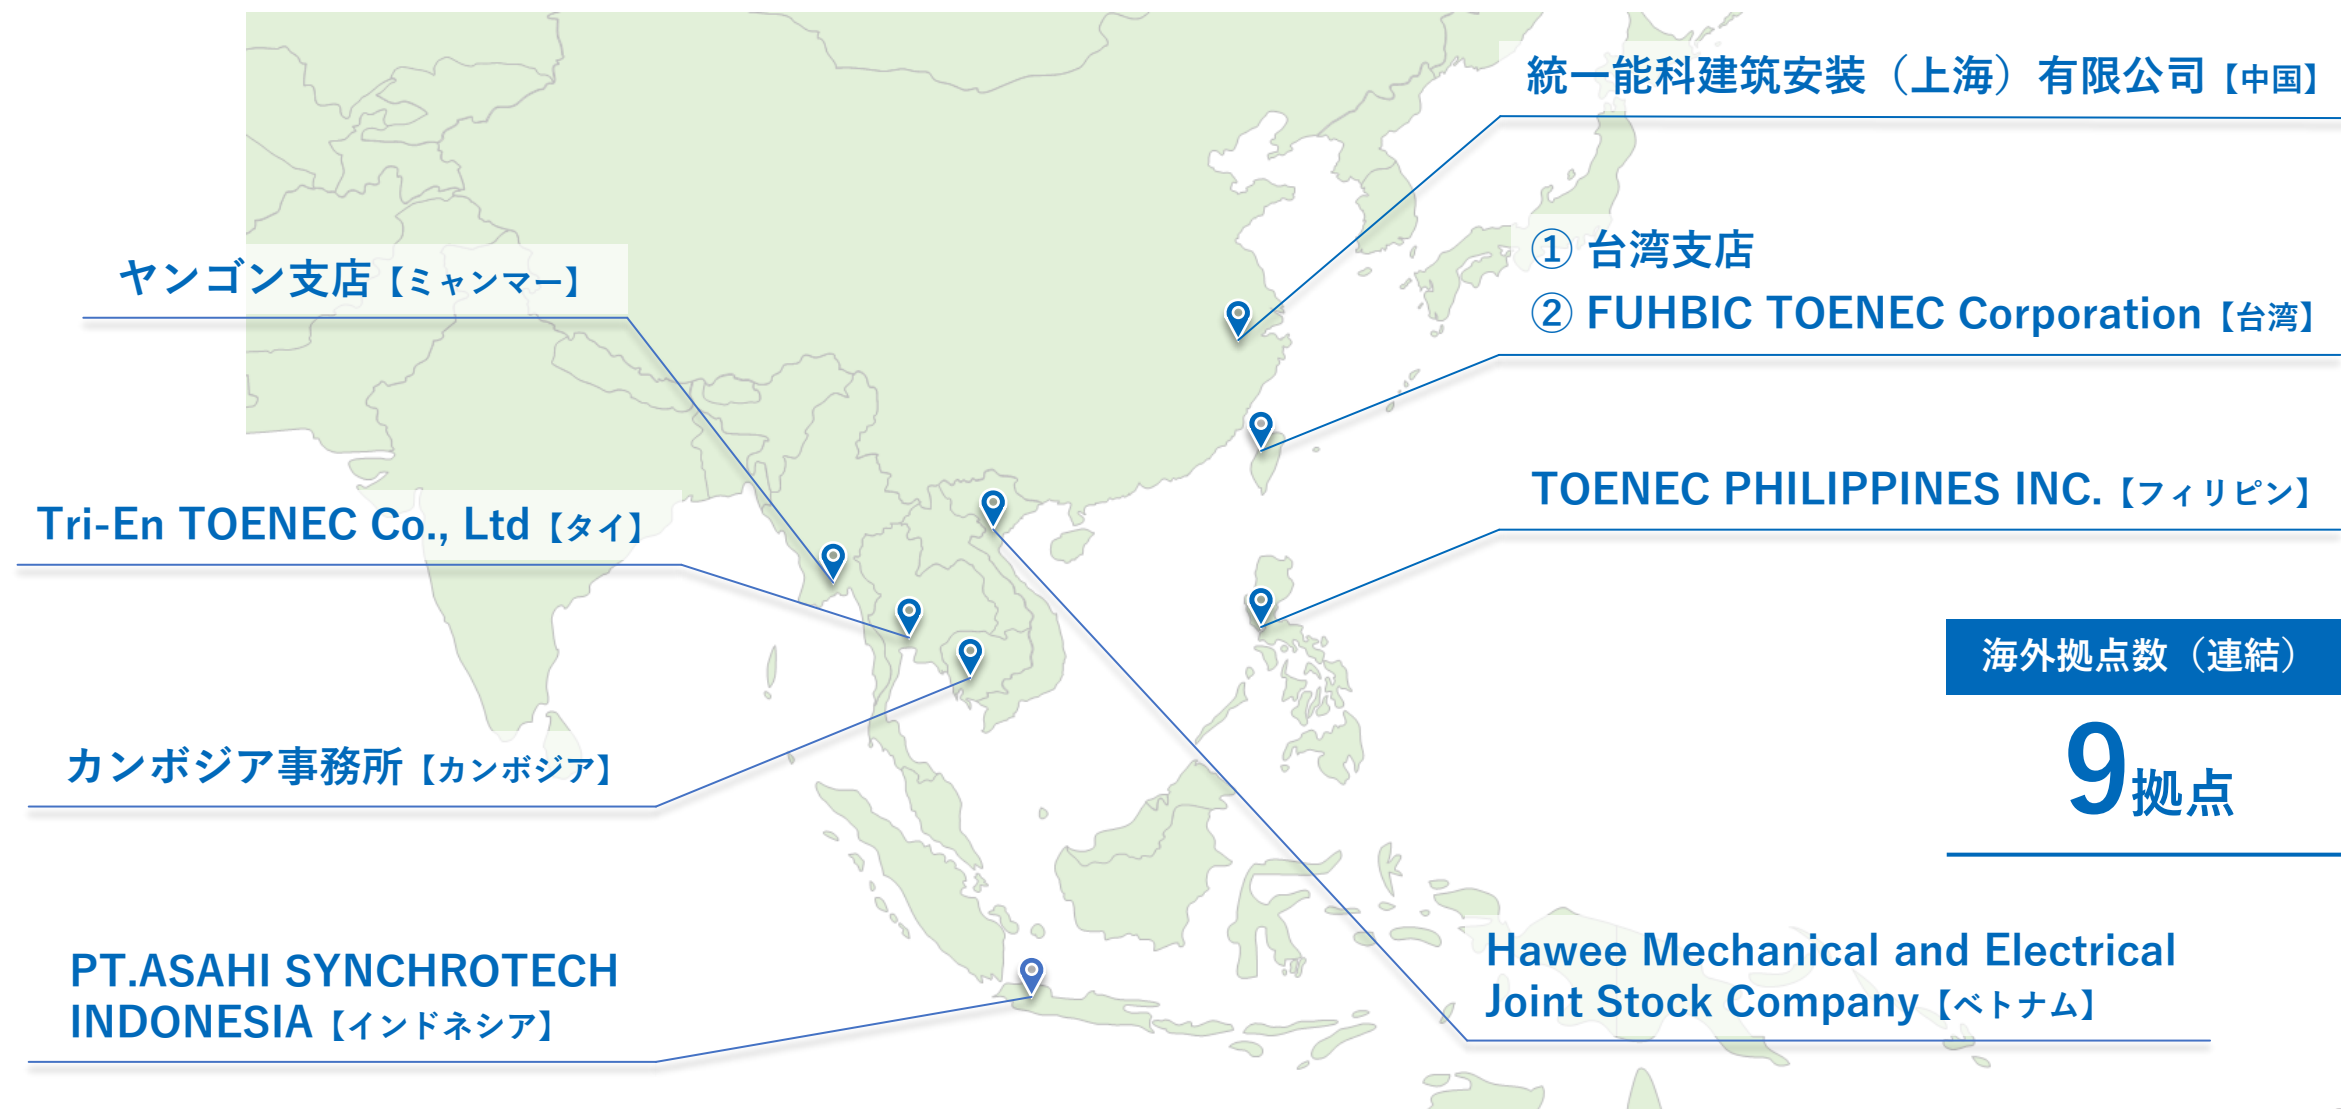 統一能科建筑安装（上海）有限公司【中国】
① 台湾支店
② FUHBIC TOENEC Corporation【台湾】
ヤンゴン支店【ミャンマー】
TOENEC PHILIPPINES INC.【フィリピン】
Tri-En TOENEC Co., Ltd【タイ】
海外拠点数（連結）
9拠点
カンボジア事務所【カンボジア】
PT.ASAHI SYNCHROTECH
INDONESIA【インドネシア】
Hawee Mechanical and Electrical
Joint Stock Company【ベトナム】